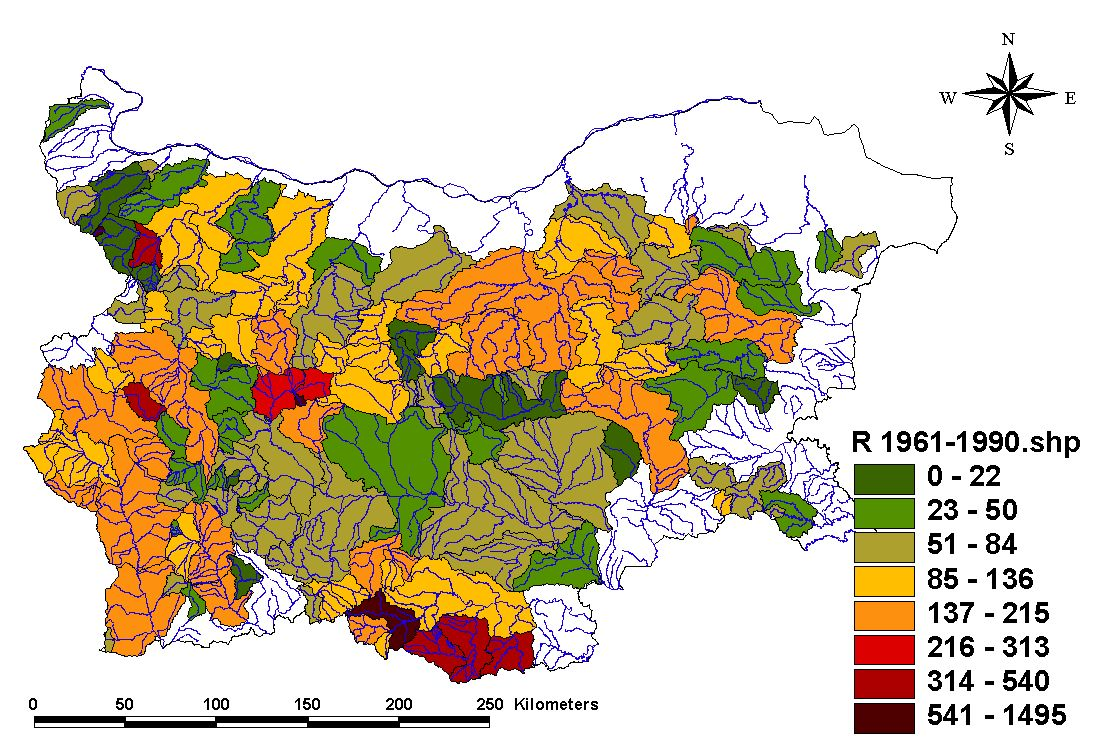 N
W E
S
R 1961-1990.shp
0 - 22
23 - 50
51 - 84
85 - 136
137 - 215
216 - 313
314 - 540
541 - 1495
0 50 100 150 200 250 Kilometers